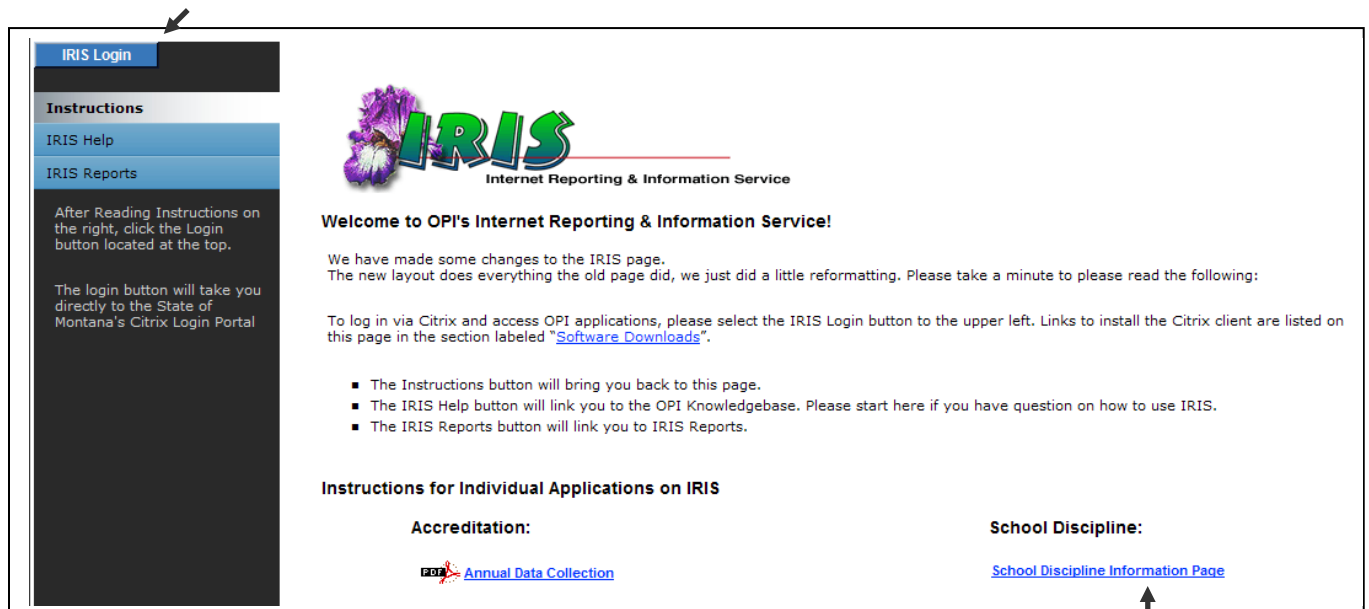 IRIS Login
Instructions
IRIS Help
IRIS Reports
After Reading Instructions on
the right, click the Login
button located at the top.
The login button will take you
directly to the State of
Montana's Citrix Login Portal
IRIS
Internet Reporting & Information Service
Welcome to OPI's Internet Reporting & Information Service!
We have made some changes to the IRIS page.
The new layout does everything the old page did, we just did a little reformatting. Please take a minute to please read the following:
To log in via Citrix and access OPI applications, please select the IRIS Login button to the upper left. Links to install the Citrix client are listed on
this page in the section labeled “Software Downloads”.
▪ The Instructions button will bring you back to this page.
▪ The IRIS Help button will link you to the OPI Knowledgebase. Please start here if you have question on how to use IRIS.
▪ The IRIS Reports button will link you to IRIS Reports.
Instructions for Individual Applications on IRIS
Accreditation:
PDF Annual Data Collection
School Discipline:
School Discipline Information Page